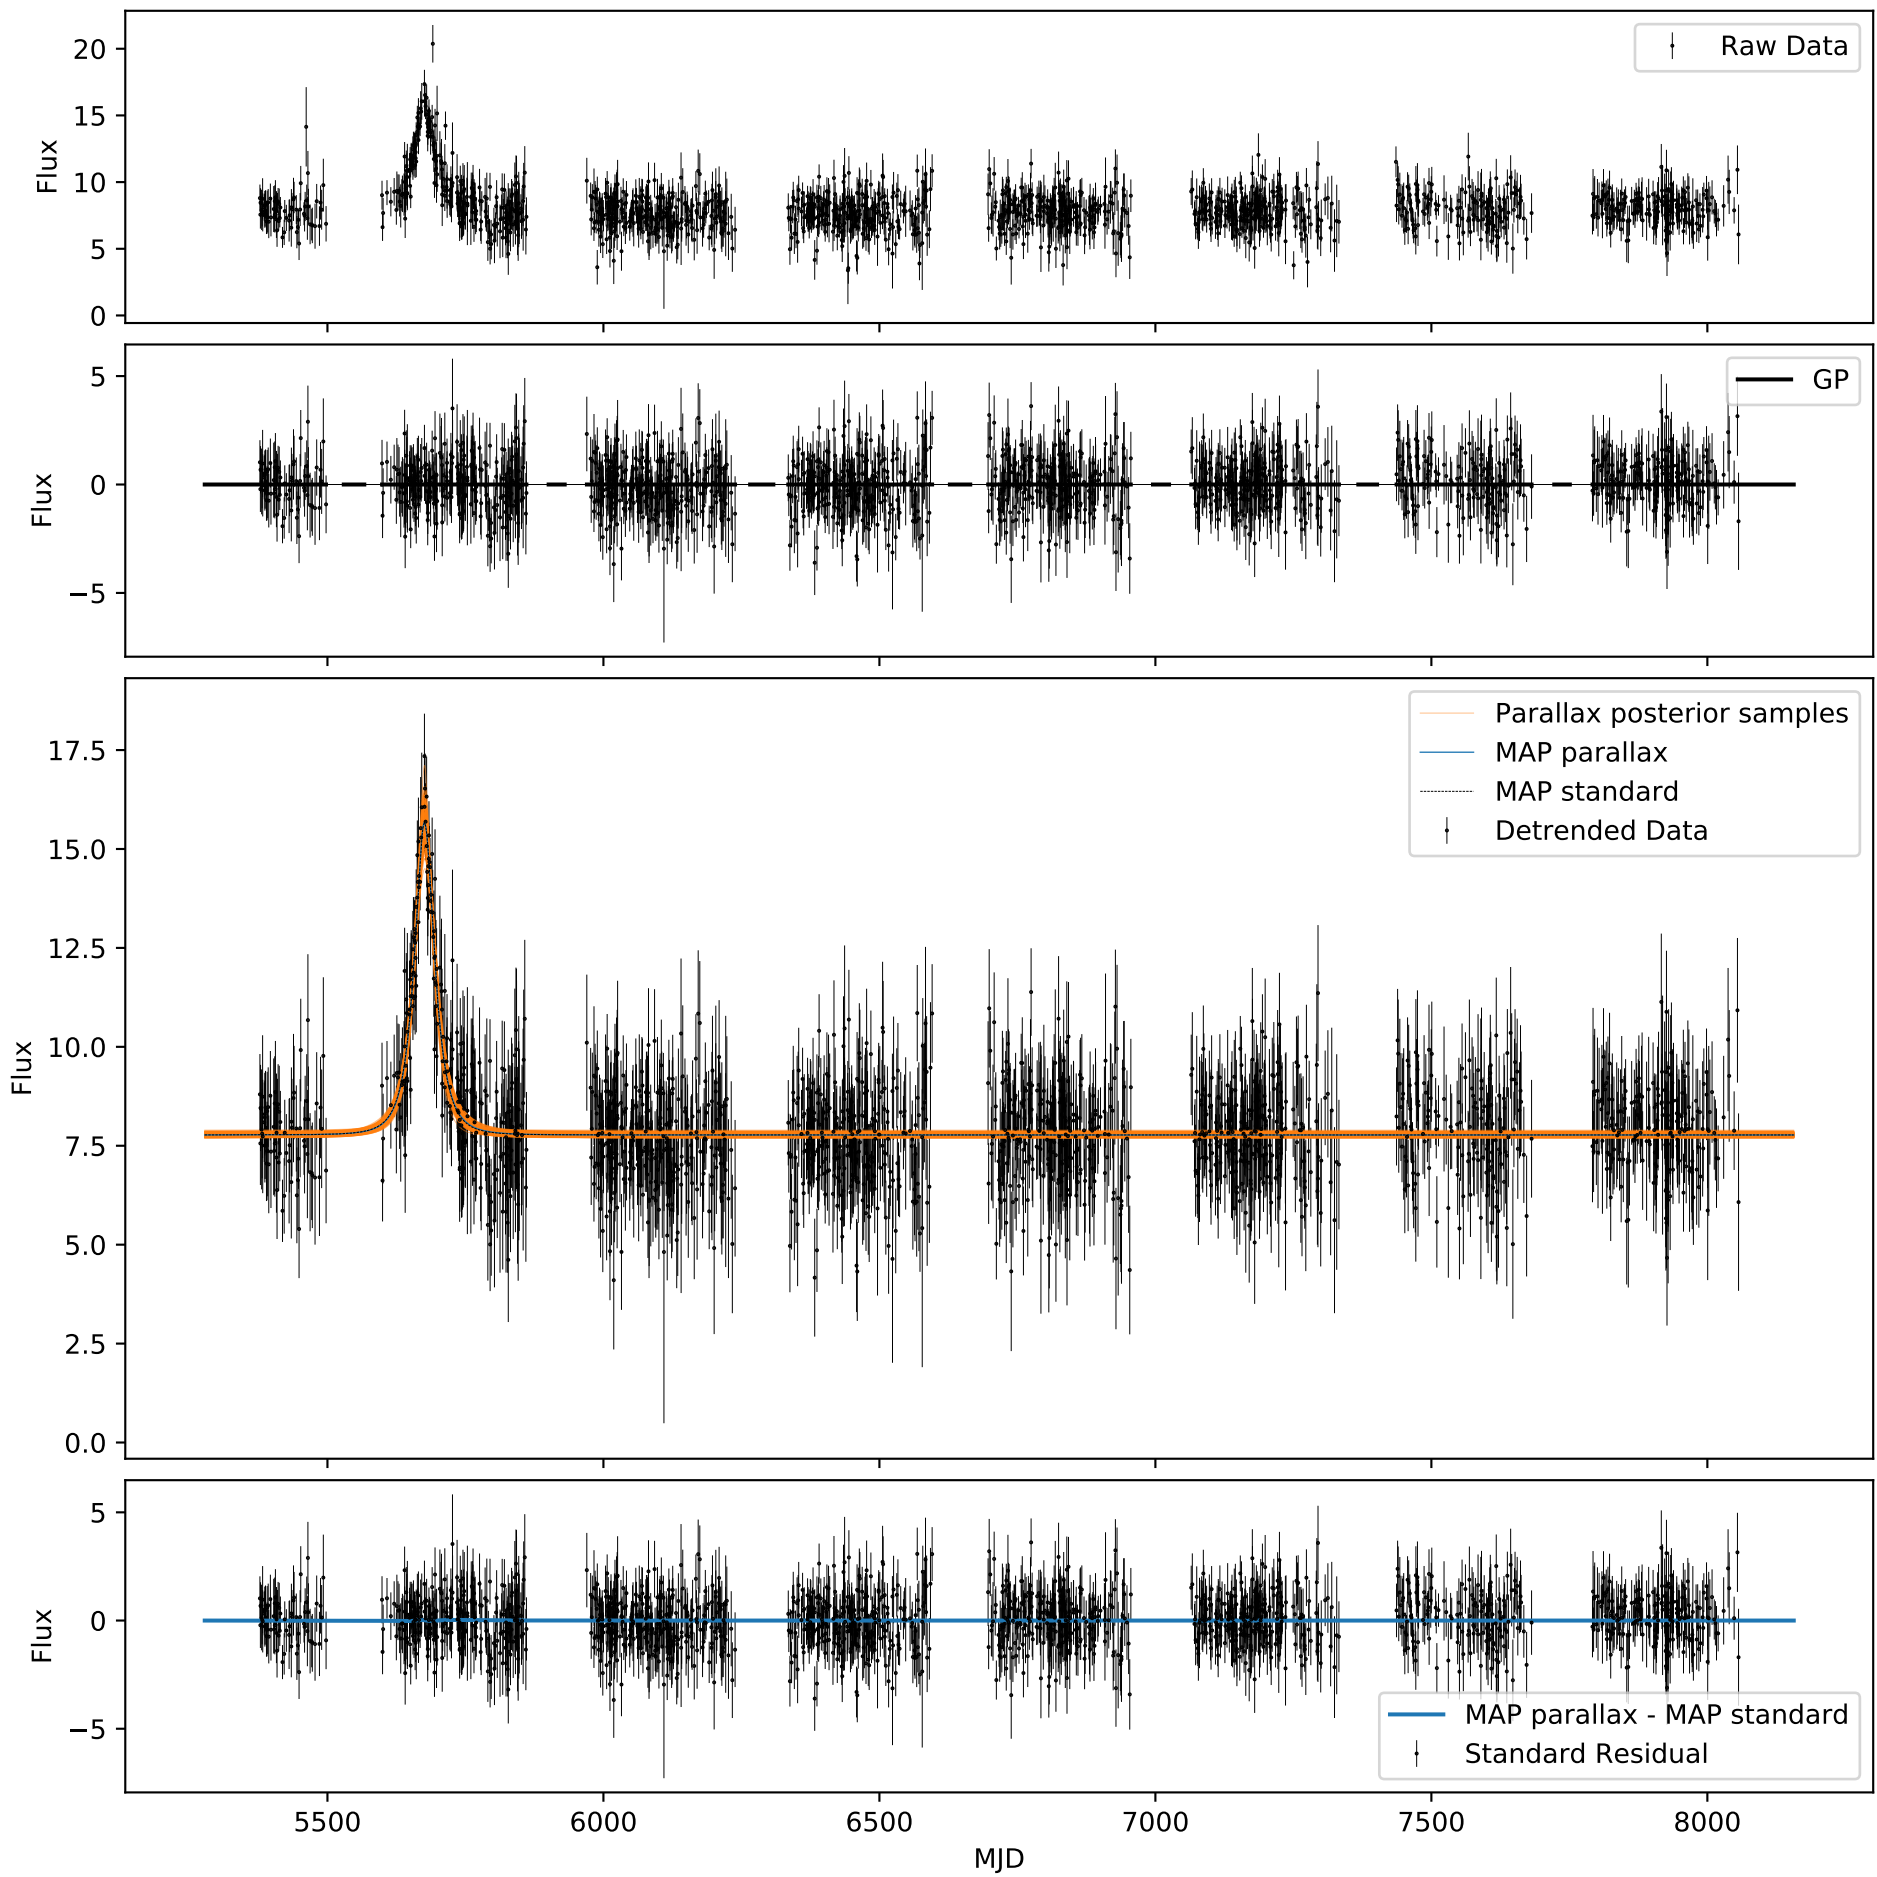 20
15
10
5
0
Flux
Raw Data
5
0
−5
Flux
GP
17.5
15.0
12.5
10.0
7.5
5.0
2.5
0.0
Flux
Parallax posterior samples
MAP parallax
MAP standard
Detrended Data
5
0
−5
Flux
MAP parallax - MAP standard
Standard Residual
5500 6000 6500 7000 7500 8000
MJD